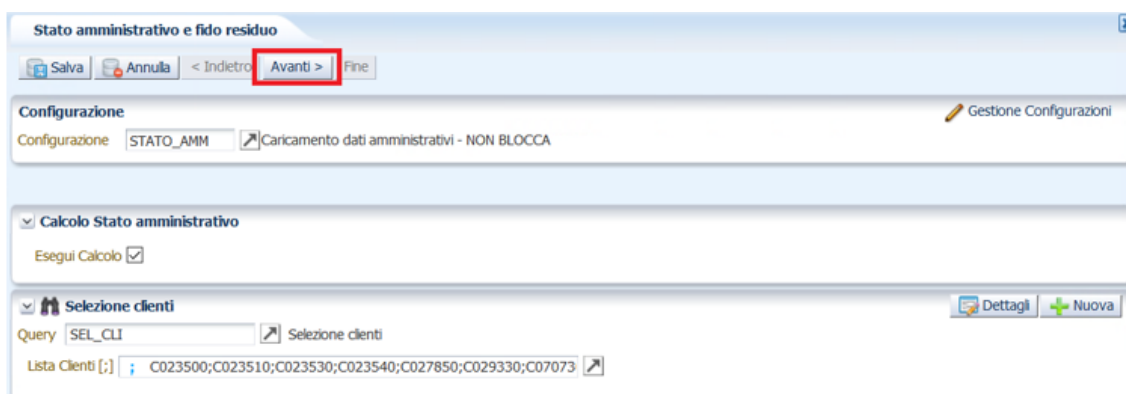 Stato amministrativo e fido residuo
Salva Annulla < Indietro Avanti > Fine
Configurazione Gestione Configurazioni
Configurazione STATO_AMM Caricamento dati amministrativi - NON BLOCCA
Calcolo Stato amministrativo
Esegui Calcolo
Selezione clienti Dettagli Nuova
Query SEL_CLI Selezione clienti
Lista Clienti [;] ; C023500;C023510;C023530;C023540;C027850;C029330;C07073